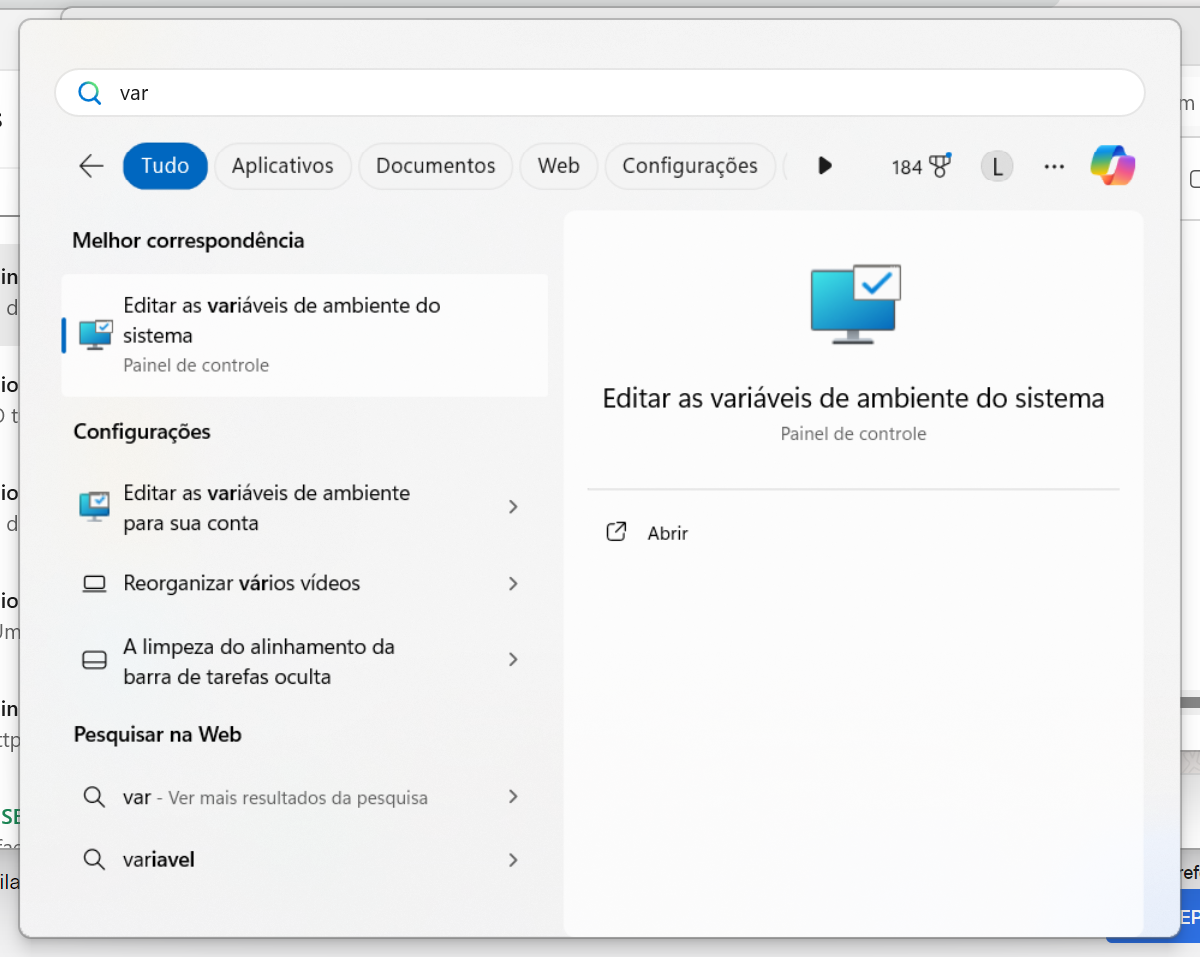 var
Tudo
Aplicativos
Documentos
Web
Configurações
184
L
Melhor correspondência
Editar as variáveis de ambiente do
sistema
Painel de controle
Configurações
Editar as variáveis de ambiente
para sua conta
Reorganizar vários vídeos
A limpeza do alinhamento da
barra de tarefas oculta
Pesquisar na Web
var - Ver mais resultados da pesquisa
variavel
Editar as variáveis de ambiente do sistema
Painel de controle
Abrir